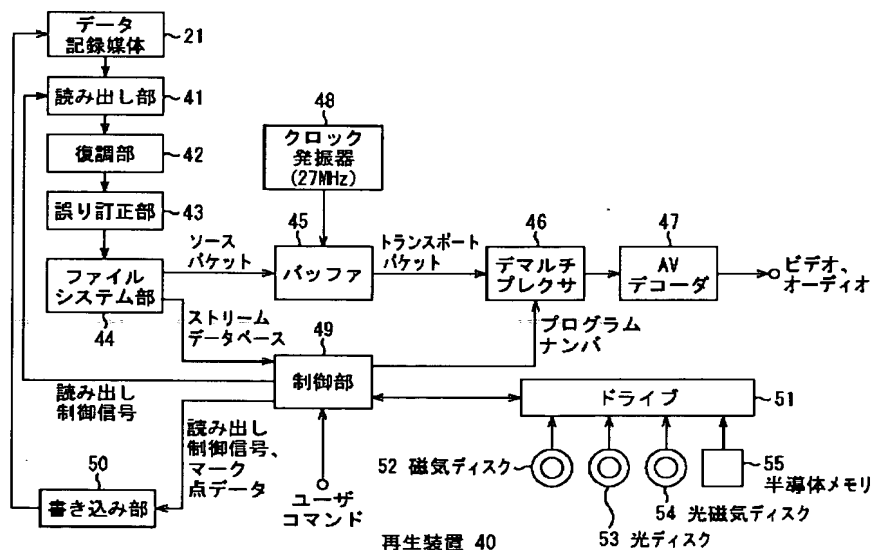 データ
記録媒体
21
読み出し部
41
復調部
42
誤り訂正部
43
ファイル
システム部
44
ソース
パケット
ストリーム
データベース
48
クロック
発振器
(27MHz)
45
バッファ
トランスポート
パケット
46
デマルチ
プレクサ
47
AV
デコーダ
ビデオ、
オーディオ
プログラム
ナンバ
49
制御部
読み出し
制御信号
読み出し
制御信号、
マーク
点データ
50
書き込み部
ユーザ
コマンド
ドライブ
51
52 磁気ディスク
53 光ディスク
54 光磁気ディスク
55
半導体メモリ
再生装置 40